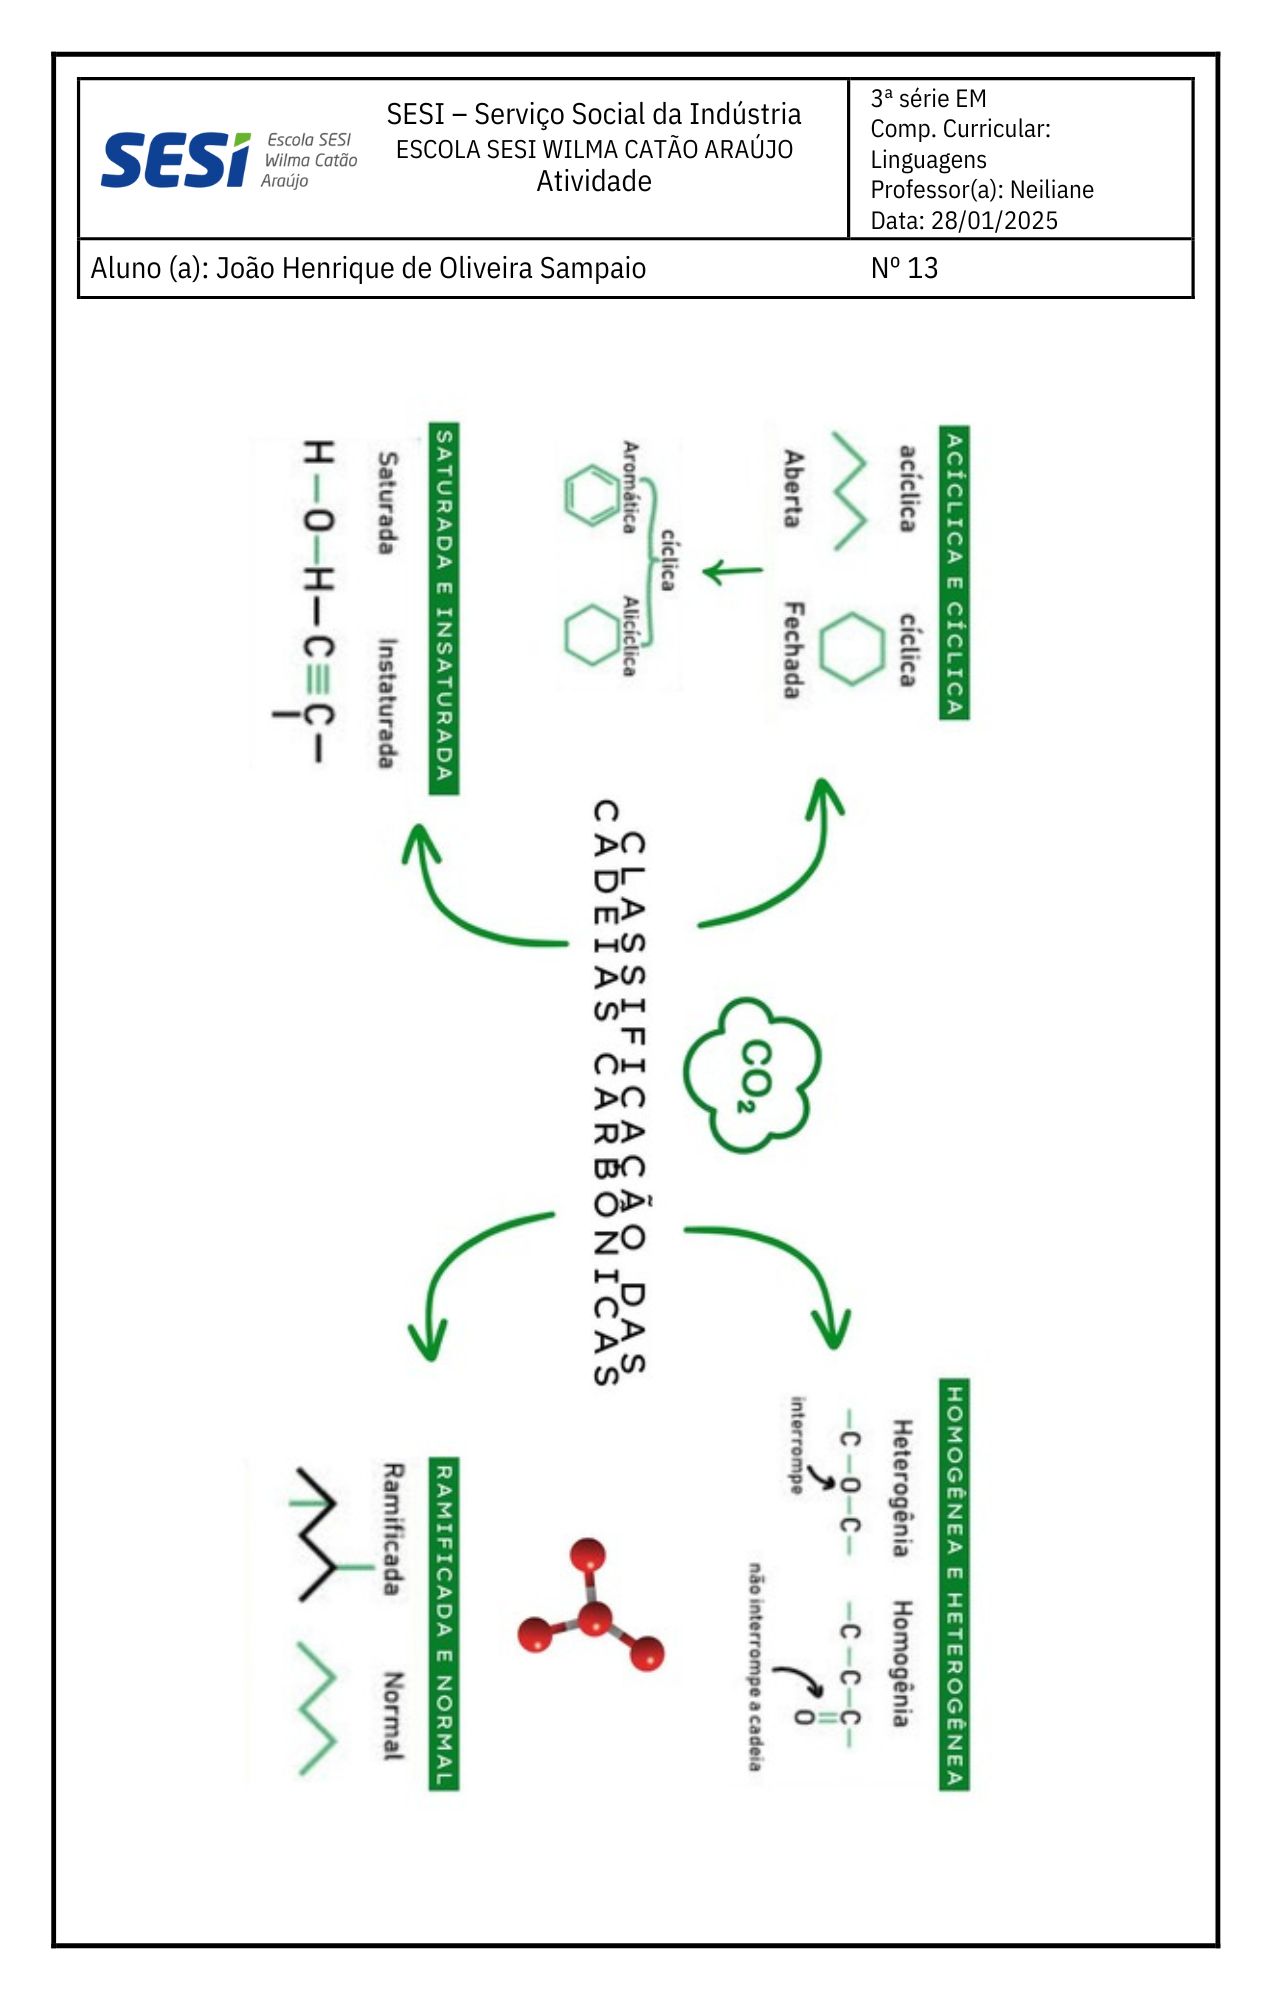 SESI
Escola SESI
Wilma Catão
Araújo
SESI – Serviço Social da Indústria
ESCOLA SESI WILMA CATÃO ARAÚJO
Atividade
3ª série EM
Comp. Curricular:
Linguagens
Professor(a): Neiliane
Data: 28/01/2025
Aluno (a): João Henrique de Oliveira Sampaio
Nº 13
ACÍCLICA E CÍCLICA
acíclica cíclica
Aberta Fechada
cíclica
Aromática Alicíclica
HOMOGÊNEA E HETEROGÊNEA
Heterogênia Homogênia
– C – O – C –
interrompe
– C – C – C –
=
O
não interrompe a cadeia
CO₂
CLASSIFICAÇÃO DAS
CADEIAS CARBÔNICAS
SATURADA E INSATURADA
Saturada Instaturada
H – O – H – C ≡ C –
RAMIFICADA E NORMAL
Ramificada Normal